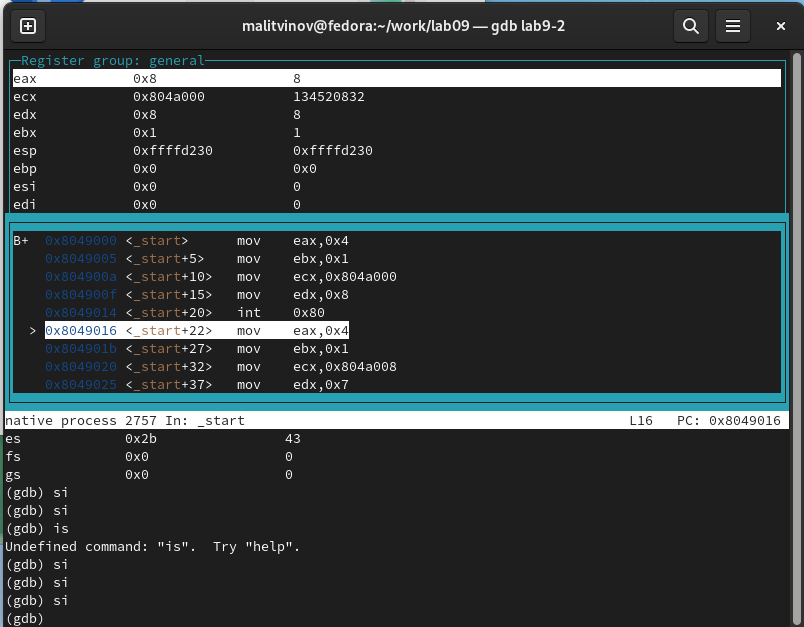 malitvinov@fedora:~/work/lab09 — gdb lab9-2
Register group: general
eax 0x8 8
ecx 0x804a000 134520832
edx 0x8 8
ebx 0x1 1
esp 0xffffd230 0xffffd230
ebp 0x0 0x0
esi 0x0 0
edi 0x0 0
B+ 0x8049000 <_start> mov eax,0x4
0x8049005 <_start+5> mov ebx,0x1
0x804900a <_start+10> mov ecx,0x804a000
0x804900f <_start+15> mov edx,0x8
0x8049014 <_start+20> int 0x80
> 0x8049016 <_start+22> mov eax,0x4
0x804901b <_start+27> mov ebx,0x1
0x8049020 <_start+32> mov ecx,0x804a008
0x8049025 <_start+37> mov edx,0x7
native process 2757 In: _start L16 PC: 0x8049016
es 0x2b 43
fs 0x0 0
gs 0x0 0
(gdb) si
(gdb) si
(gdb) is
Undefined command: "is". Try "help".
(gdb) si
(gdb) si
(gdb) si
(gdb)